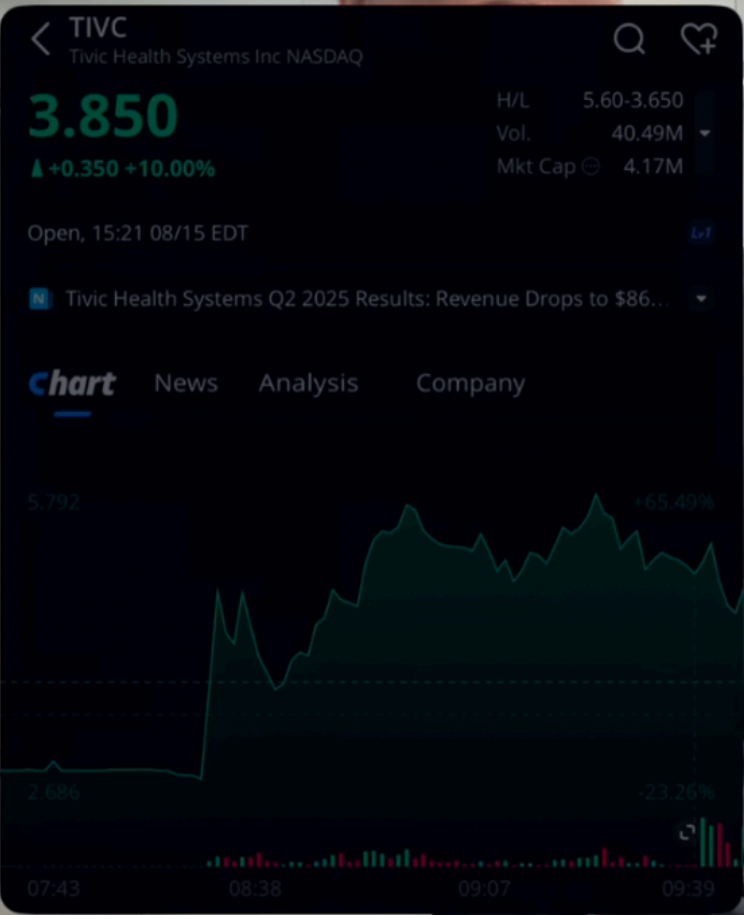 TIVC
Tivic Health Systems Inc NASDAQ
3.850
+0.350 +10.00%
H/L 5.60-3.650
Vol. 40.49M
Mkt Cap 4.17M
Open, 15:21 08/15 EDT
Lv1
N Tivic Health Systems Q2 2025 Results: Revenue Drops to $86...
Chart News Analysis Company
5.792 +65.49%
2.686 -23.26%
07:43 08:38 09:07 09:39